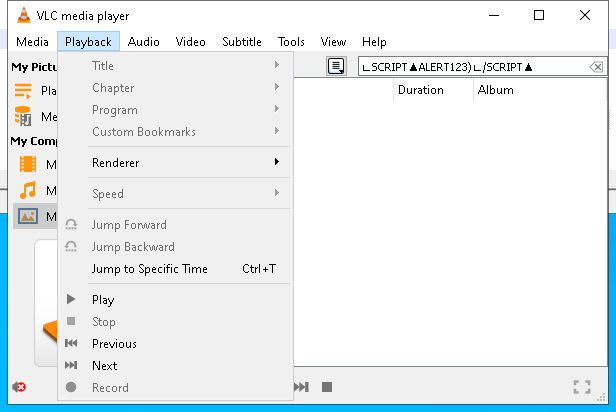 VLC media player
Media Playback Audio Video Subtitle Tools View Help
My Pictu
ㄴSCRIPT▲ALERT123)ㄴ/SCRIPT▲
Pla
Me
My Comp
M
M
M
Duration Album
Title
Chapter
Program
Custom Bookmarks
Renderer
Speed
Jump Forward
Jump Backward
Jump to Specific Time Ctrl+T
Play
Stop
Previous
Next
Record